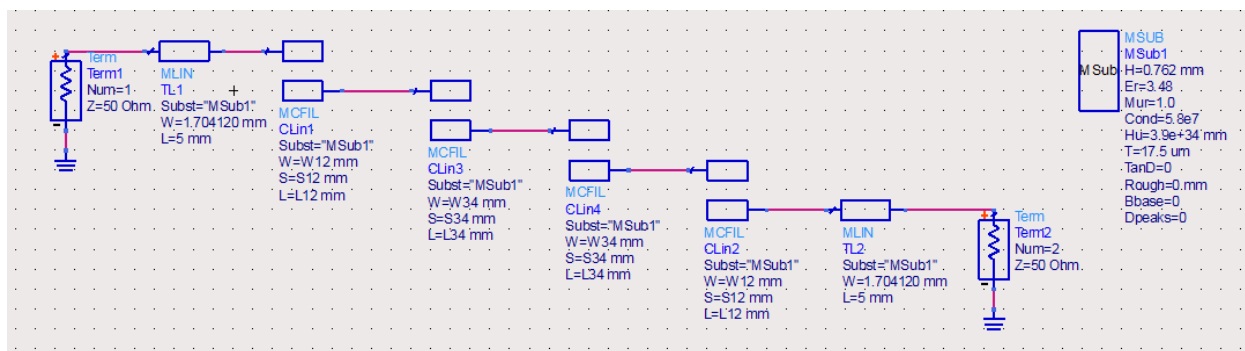 Term
Term1
Num=1
Z=50 Ohm
MLIN
TL1
Subst="MSub1"
W=1.704120 mm
L=5 mm
MCFIL
CLin1
Subst="MSub1"
W=W12 mm
S=S12 mm
L=L12 mm
MCFIL
CLin3
Subst="MSub1"
W=W34 mm
S=S34 mm
L=L34 mm
MCFIL
CLin4
Subst="MSub1"
W=W34 mm
S=S34 mm
L=L34 mm
MCFIL
CLin2
Subst="MSub1"
W=W12 mm
S=S12 mm
L=L12 mm
MLIN
TL2
Subst="MSub1"
W=1.704120 mm
L=5 mm
Term
Term2
Num=2
Z=50 Ohm
MSub
MSUB
MSub1
H=0.762 mm
Er=3.48
Mur=1.0
Cond=5.8e7
Hu=3.9e+34 mm
T=17.5 um
TanD=0
Rough=0 mm
Bbase=0
Dpeaks=0